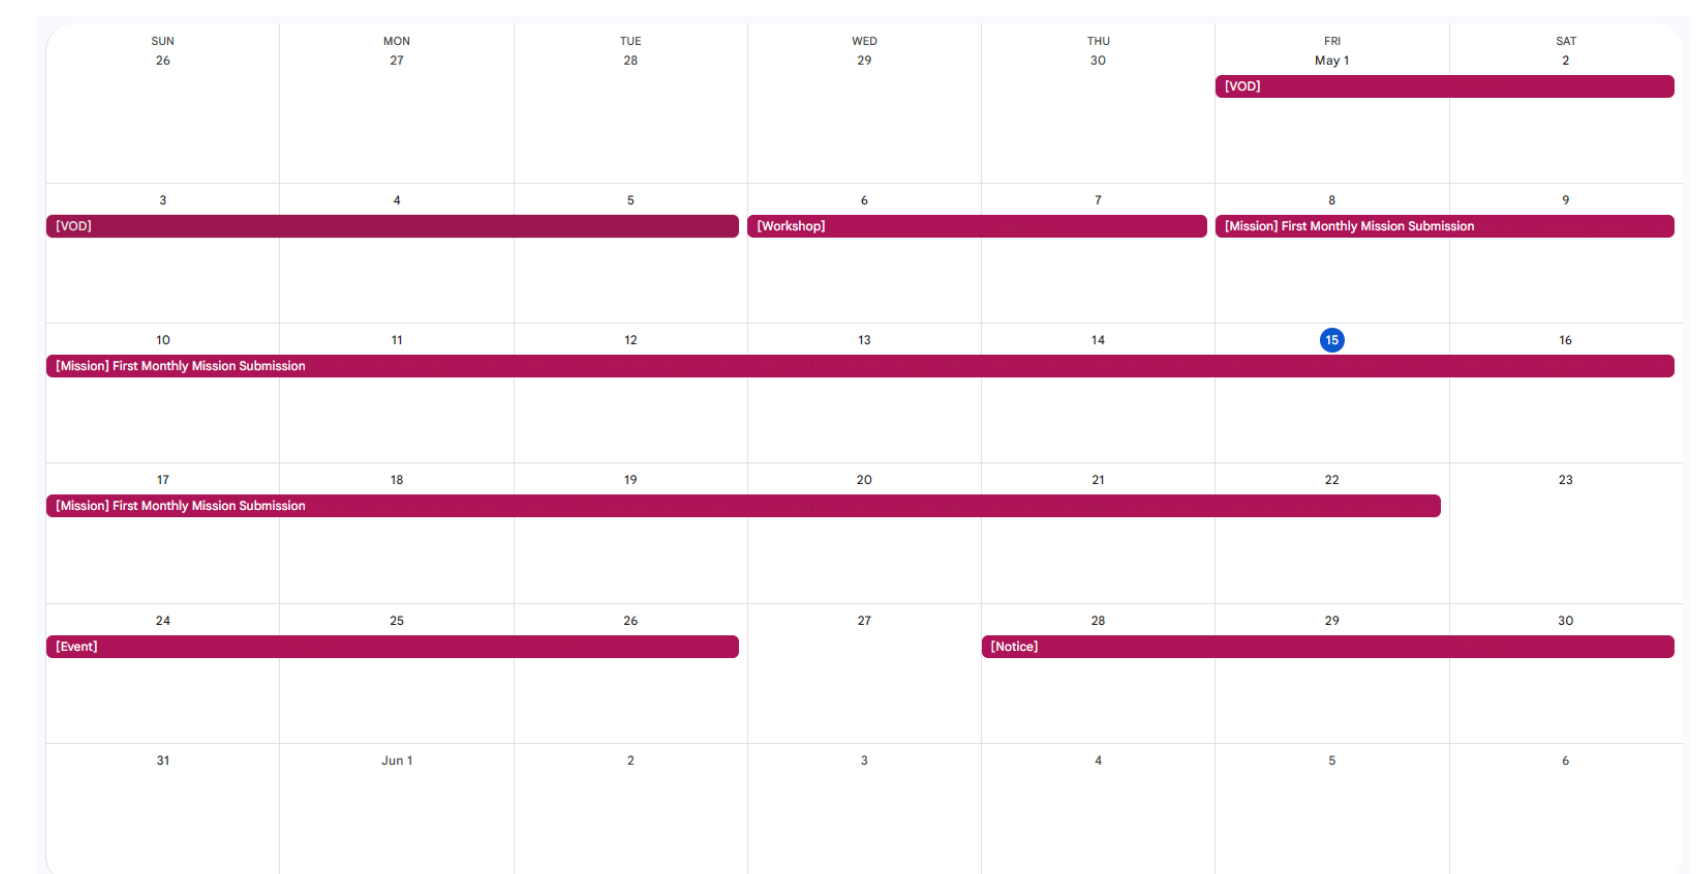 SUN MON TUE WED THU FRI SAT
26 27 28 29 30 May 1 2
[VOD]
3 4 5 6 7 8 9
[VOD] [Workshop] [Mission] First Monthly Mission Submission
10 11 12 13 14 15 16
[Mission] First Monthly Mission Submission
17 18 19 20 21 22 23
[Mission] First Monthly Mission Submission
24 25 26 27 28 29 30
[Event] [Notice]
31 Jun 1 2 3 4 5 6